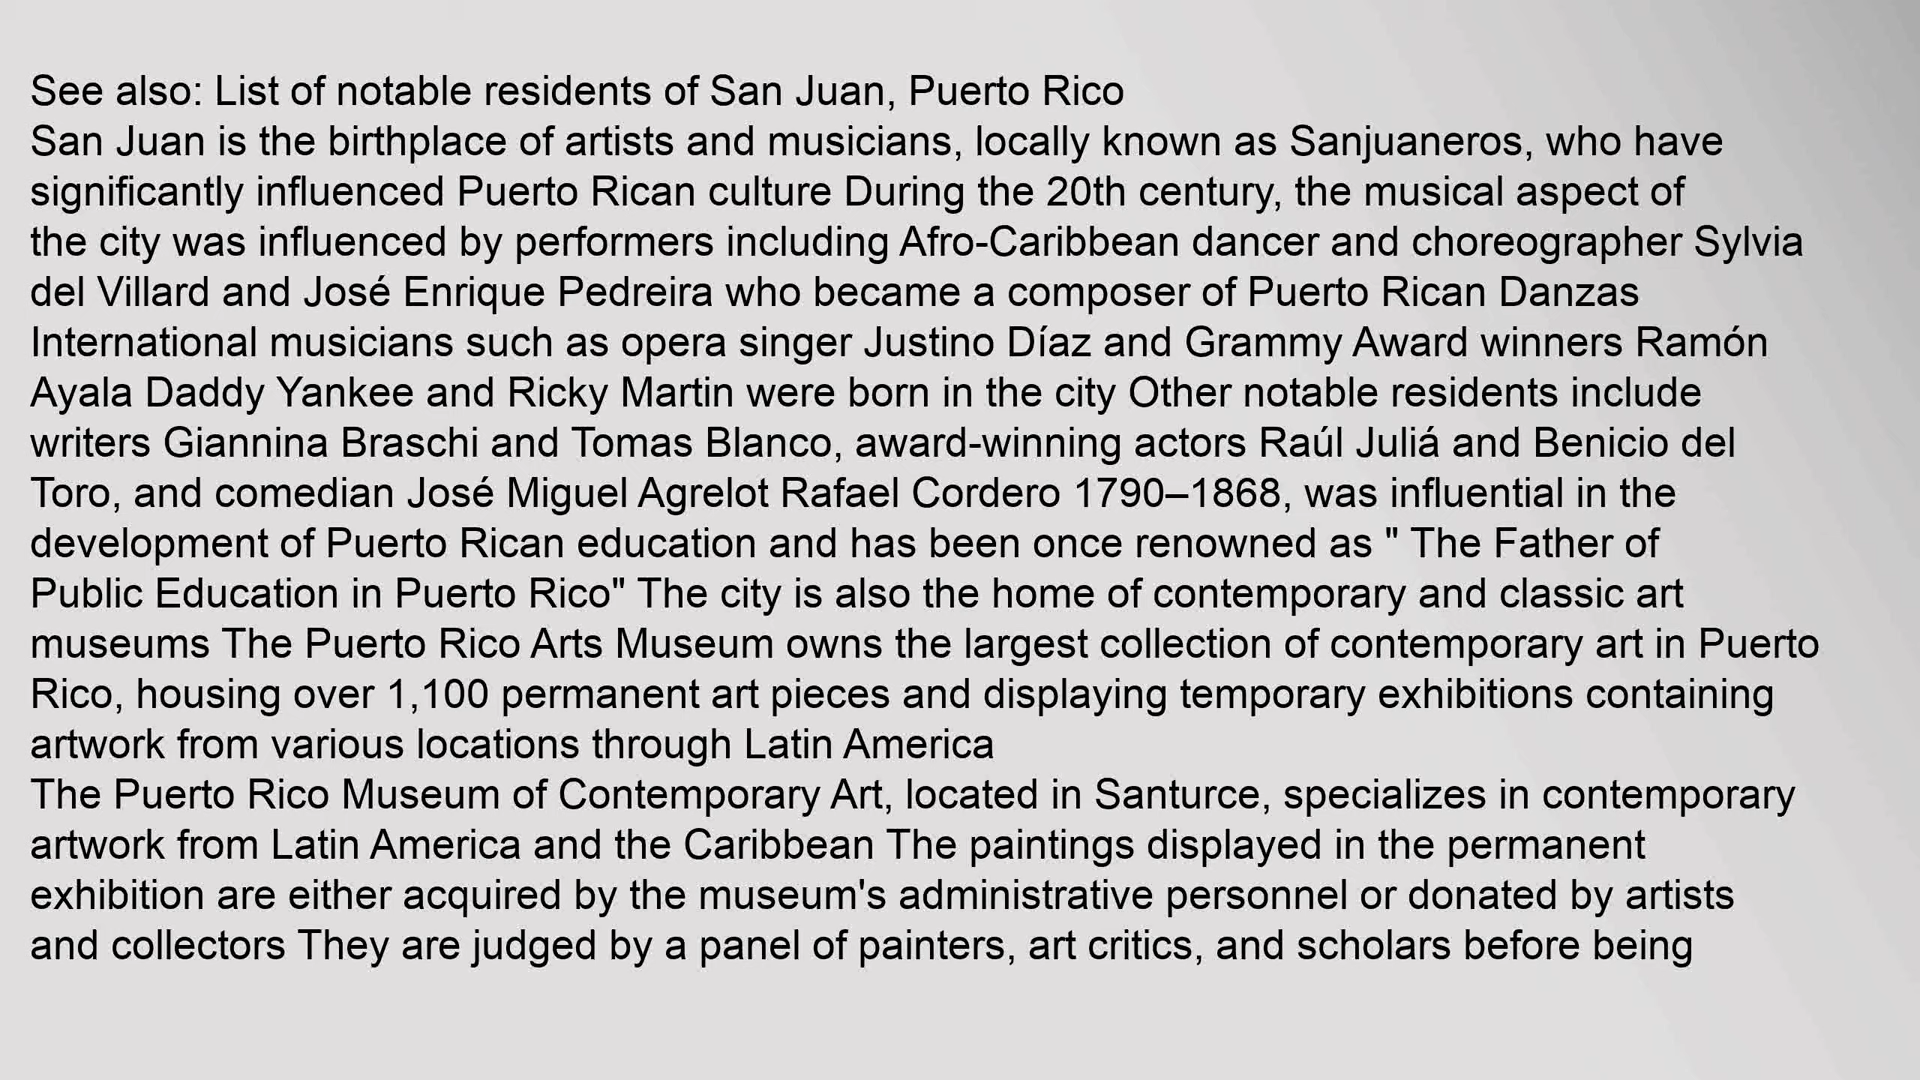 See also: List of notable residents of San Juan, Puerto Rico
San Juan is the birthplace of artists and musicians, locally known as Sanjuaneros, who have
significantly influenced Puerto Rican culture During the 20th century, the musical aspect of
the city was influenced by performers including Afro-Caribbean dancer and choreographer Sylvia
del Villard and José Enrique Pedreira who became a composer of Puerto Rican Danzas
International musicians such as opera singer Justino Díaz and Grammy Award winners Ramón
Ayala Daddy Yankee and Ricky Martin were born in the city Other notable residents include
writers Giannina Braschi and Tomas Blanco, award-winning actors Raúl Juliá and Benicio del
Toro, and comedian José Miguel Agrelot Rafael Cordero 1790–1868, was influential in the
development of Puerto Rican education and has been once renowned as " The Father of
Public Education in Puerto Rico" The city is also the home of contemporary and classic art
museums The Puerto Rico Arts Museum owns the largest collection of contemporary art in Puerto
Rico, housing over 1,100 permanent art pieces and displaying temporary exhibitions containing
artwork from various locations through Latin America
The Puerto Rico Museum of Contemporary Art, located in Santurce, specializes in contemporary
artwork from Latin America and the Caribbean The paintings displayed in the permanent
exhibition are either acquired by the museum's administrative personnel or donated by artists
and collectors They are judged by a panel of painters, art critics, and scholars before being